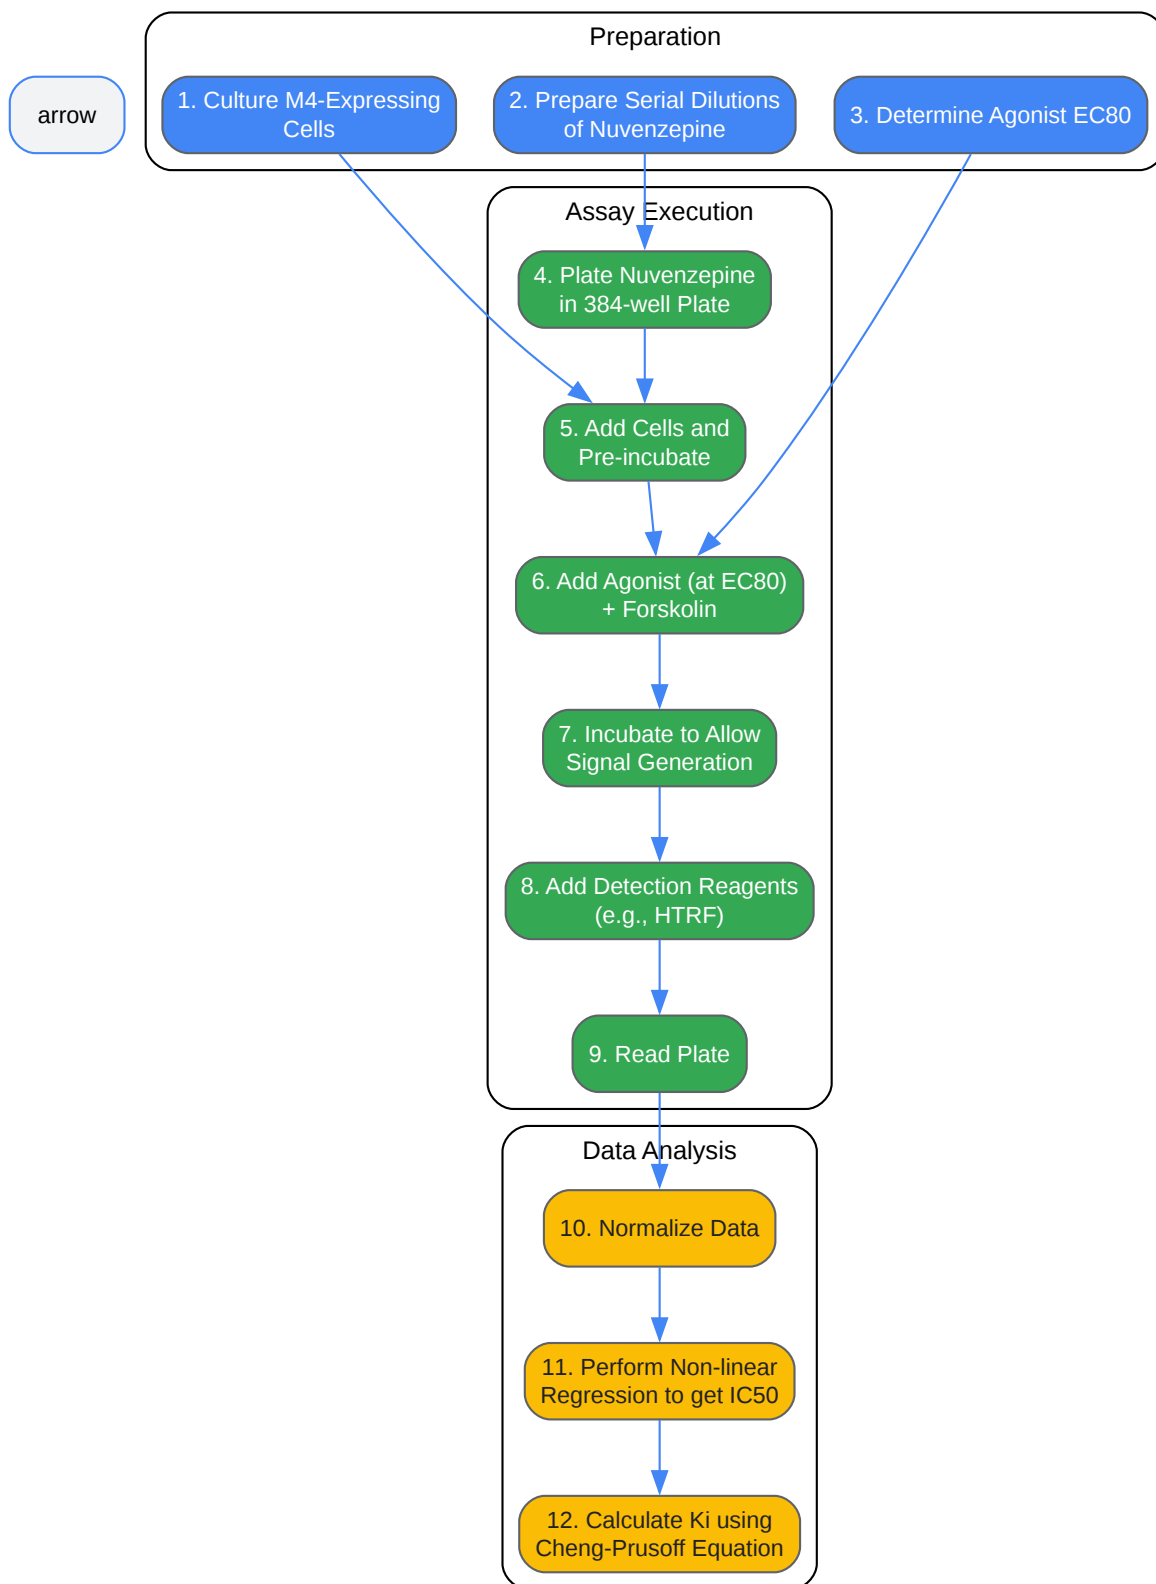 Preparation
arrow
1. Culture M4-Expressing
Cells
2. Prepare Serial Dilutions
of Nuvenzepine
3. Determine Agonist EC80
Assay Execution
4. Plate Nuvenzepine
in 384-well Plate
5. Add Cells and
Pre-incubate
6. Add Agonist (at EC80)
+ Forskolin
7. Incubate to Allow
Signal Generation
8. Add Detection Reagents
(e.g., HTRF)
9. Read Plate
Data Analysis
10. Normalize Data
11. Perform Non-linear
Regression to get IC50
12. Calculate Ki using
Cheng-Prusoff Equation